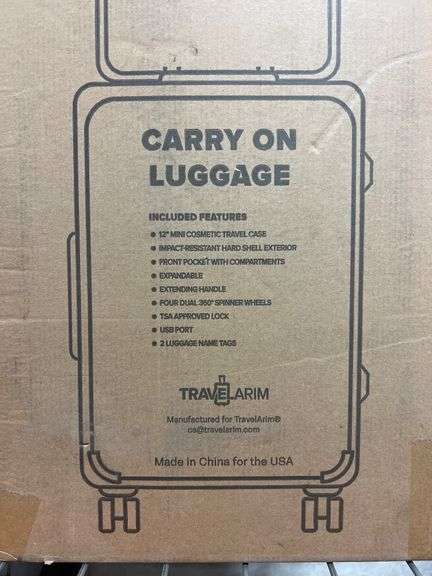 CARRY ON
LUGGAGE
INCLUDED FEATURES
• 12" MINI COSMETIC TRAVEL CASE
• IMPACT-RESISTANT HARD SHELL EXTERIOR
• FRONT POCKET WITH COMPARTMENTS
• EXPANDABLE
• EXTENDING HANDLE
• FOUR DUAL 360° SPINNER WHEELS
• TSA APPROVED LOCK
• USB PORT
• 2 LUGGAGE NAME TAGS
TRAVELARIM
Manufactured for TravelArim®
cs@travelarim.com
Made in China for the USA